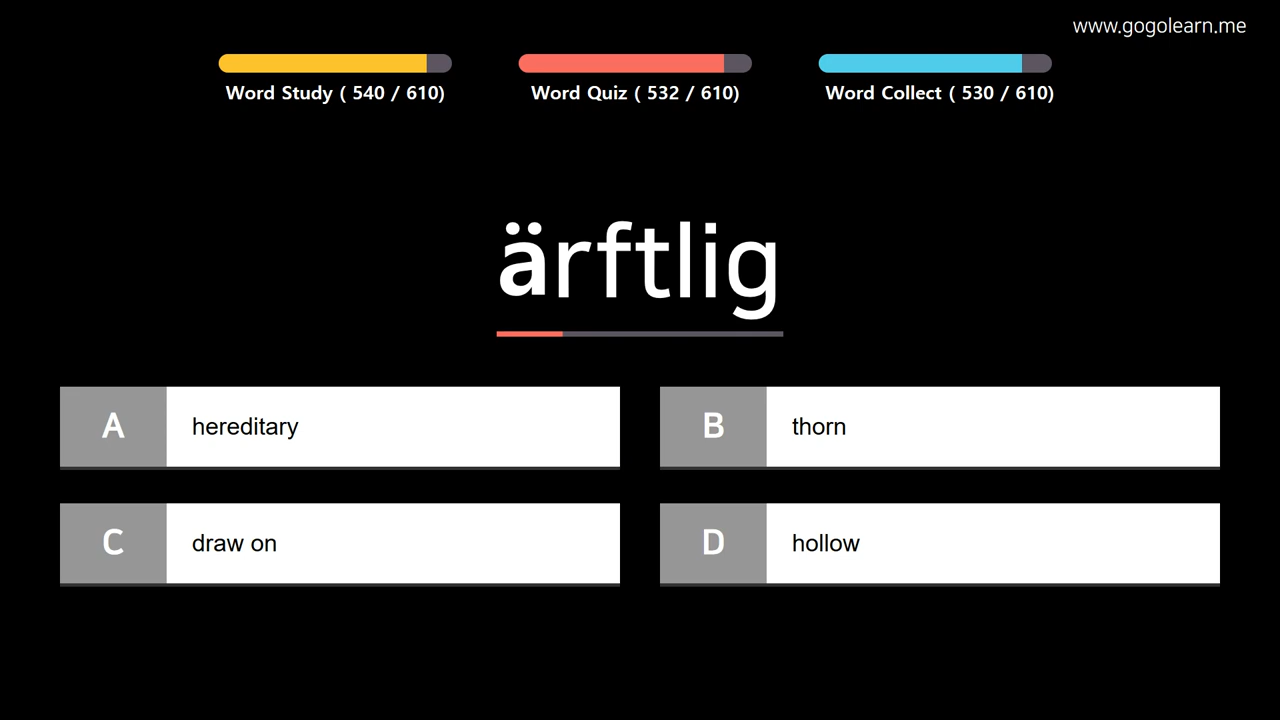 www.gogolearn.me
Word Study ( 540 / 610)
Word Quiz ( 532 / 610)
Word Collect ( 530 / 610)
ärftlig
A hereditary
B thorn
C draw on
D hollow